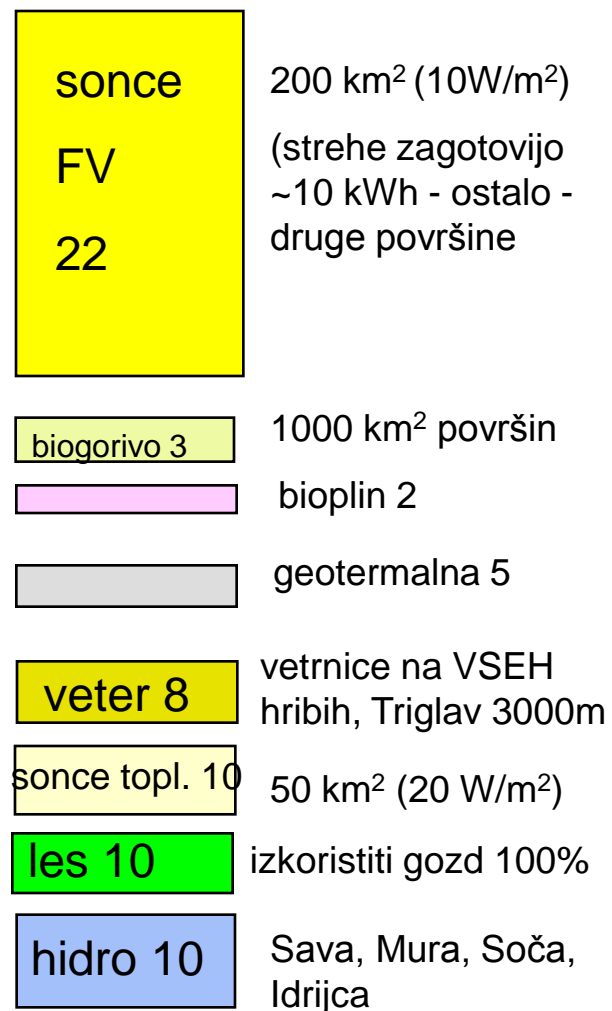 sonce
FV
22
200 km² (10W/m²)
(strehe zagotovijo
~10 kWh - ostalo -
druge površine
biogorivo 3
1000 km² površin
bioplin 2
geotermalna 5
veter 8
vetrnice na VSEH
hribih, Triglav 3000m
sonce topl. 10
50 km² (20 W/m²)
les 10
izkoristiti gozd 100%
hidro 10
Sava, Mura, Soča,
Idrijca